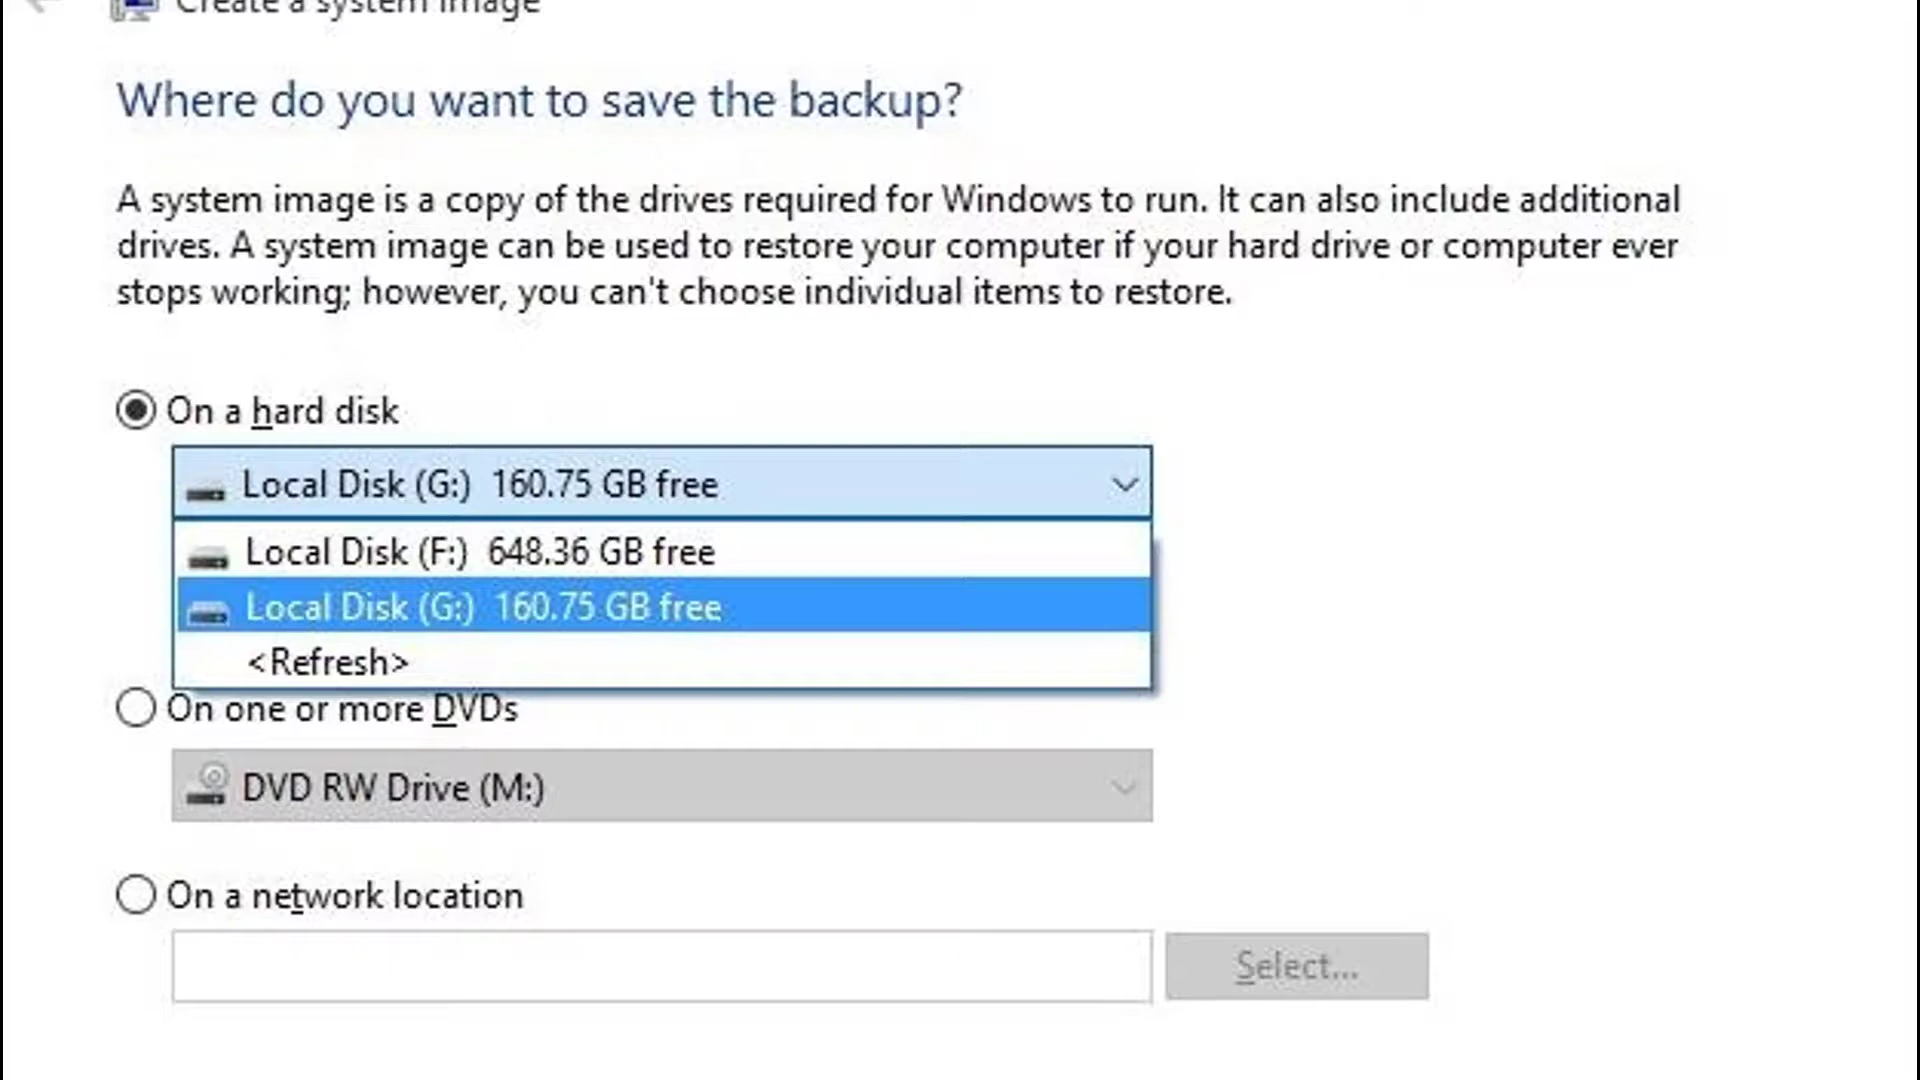 Create a system image
Where do you want to save the backup?
A system image is a copy of the drives required for Windows to run. It can also include additional
drives. A system image can be used to restore your computer if your hard drive or computer ever
stops working; however, you can't choose individual items to restore.
On a hard disk
Local Disk (G:) 160.75 GB free
Local Disk (F:) 648.36 GB free
Local Disk (G:) 160.75 GB free
<Refresh>
On one or more DVDs
DVD RW Drive (M:)
On a network location
Select...